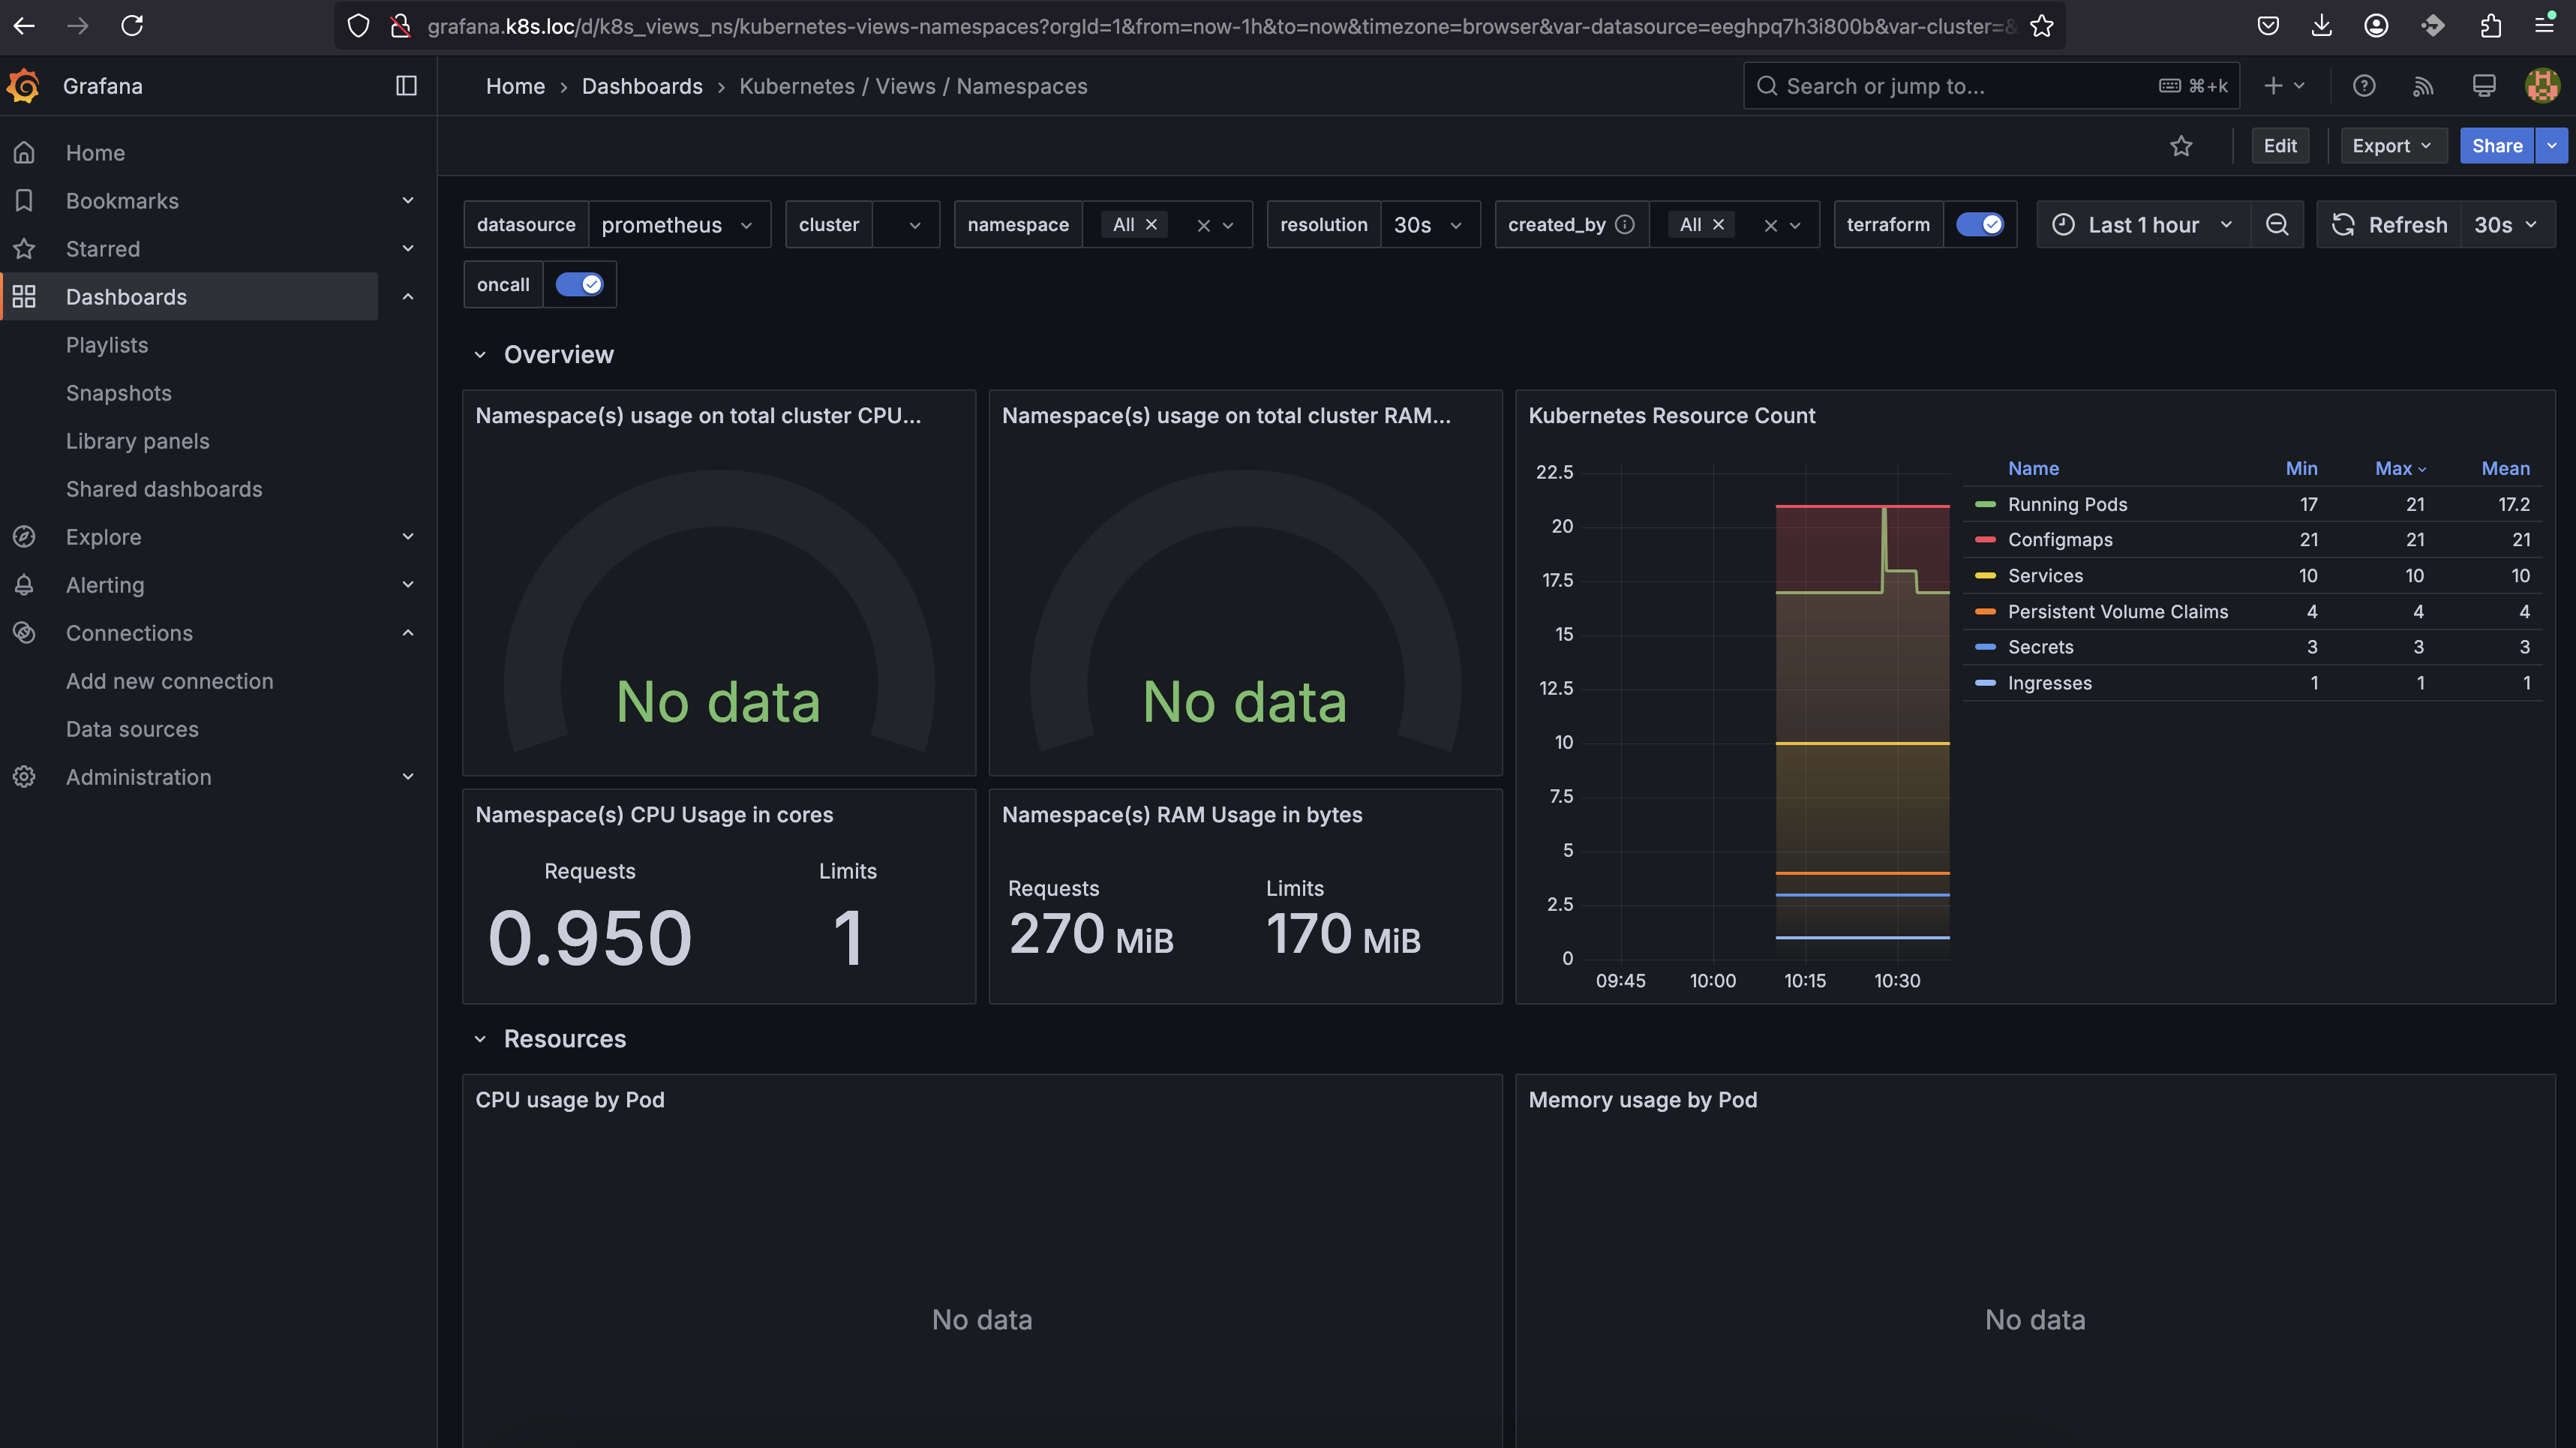 grafana.k8s.loc/d/k8s_views_ns/kubernetes-views-namespaces?orgId=1&from=now-1h&to=now&timezone=browser&var-datasource=eeghpq7h3i800b&var-cluster=&
Grafana
Home › Dashboards › Kubernetes / Views / Namespaces
Search or jump to...
⌘+k
Edit
Export
Share
Home
Bookmarks
Starred
Dashboards
Playlists
Snapshots
Library panels
Shared dashboards
Explore
Alerting
Connections
Add new connection
Data sources
Administration
datasource prometheus
cluster
namespace All
resolution 30s
created_by All
terraform
Last 1 hour
Refresh 30s
oncall
Overview
Namespace(s) usage on total cluster CPU...
No data
Namespace(s) usage on total cluster RAM...
No data
Kubernetes Resource Count
22.5
20
17.5
15
12.5
10
7.5
5
2.5
0
09:45 10:00 10:15 10:30
Name Min Max Mean
Running Pods 17 21 17.2
Configmaps 21 21 21
Services 10 10 10
Persistent Volume Claims 4 4 4
Secrets 3 3 3
Ingresses 1 1 1
Namespace(s) CPU Usage in cores
Requests Limits
0.950 1
Namespace(s) RAM Usage in bytes
Requests Limits
270 MiB 170 MiB
Resources
CPU usage by Pod
No data
Memory usage by Pod
No data